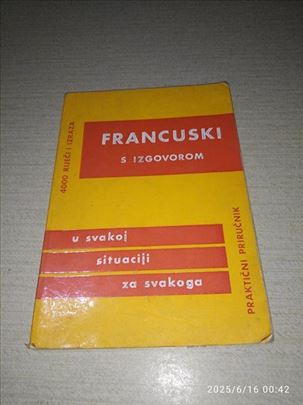 4000 RIJEČI I IZRAZA
FRANCUSKI
S IZGOVOROM
u svakoj
situaciji
za svakoga
PRAKTIČNI PRIRUČNIK
2025/6/16 00:42